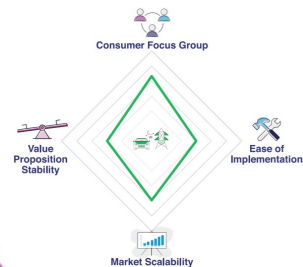 Consumer Focus Group
Value
Proposition
Stability
Ease of
Implementation
Market Scalability